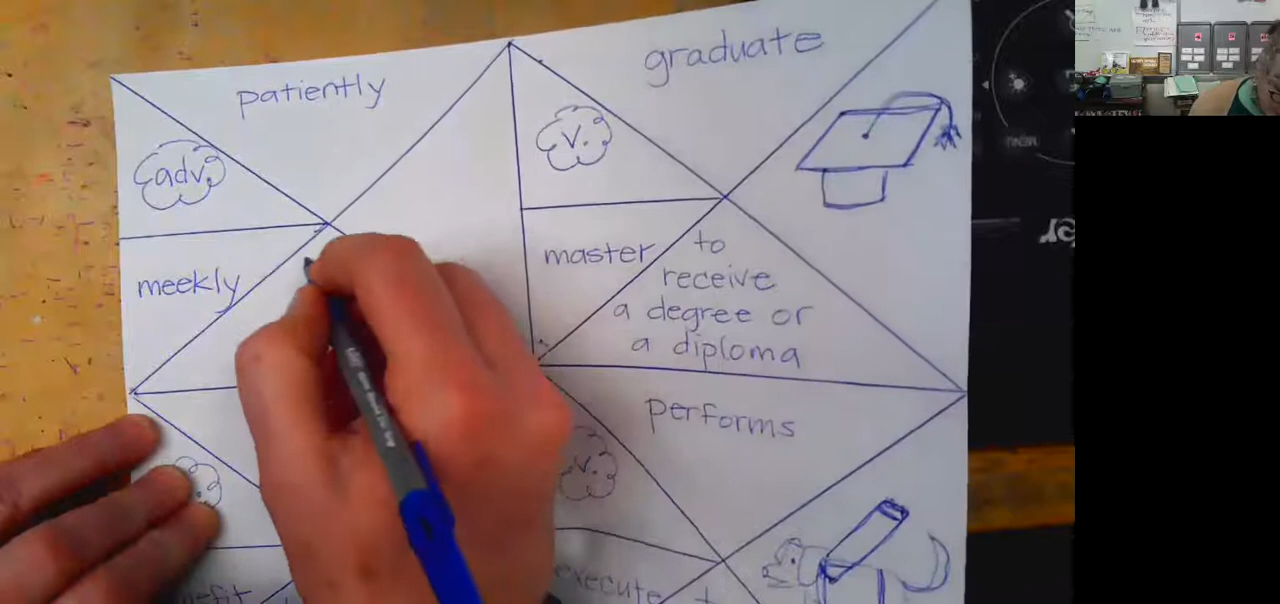 patiently
adv.
meekly
graduate
v.
master
to
receive
a degree or
a diploma
performs
v.
execute